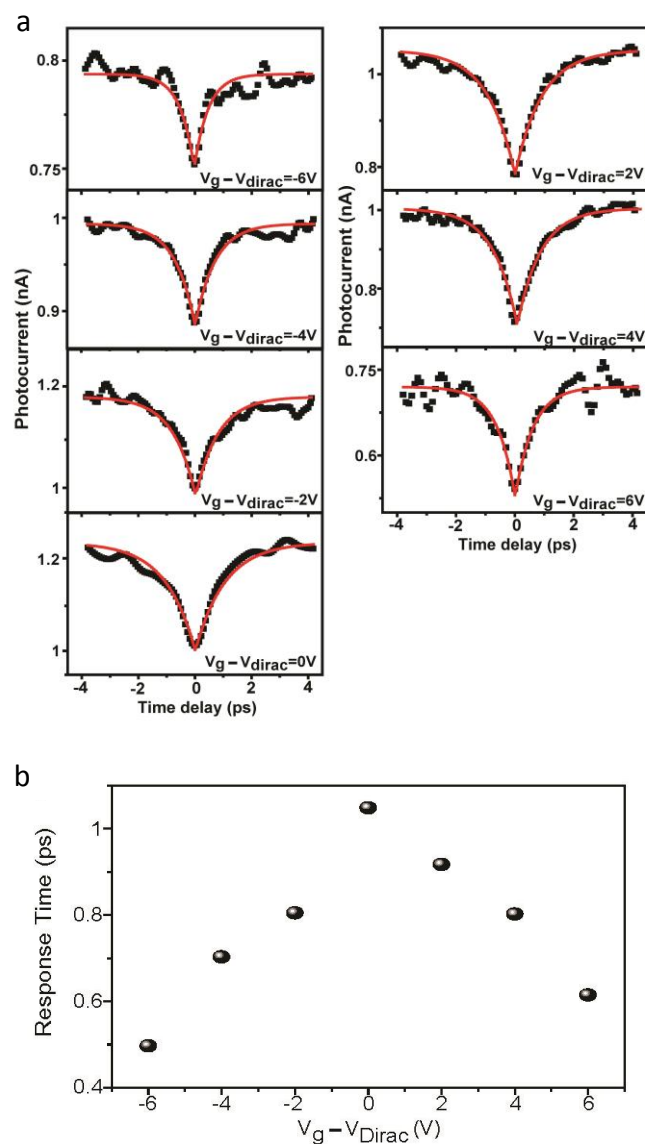 a
Photocurrent (nA)
0.8
0.75
Vg – Vdirac=-6V
1
0.9
Vg – Vdirac=-4V
1.2
1
Vg – Vdirac=-2V
1.2
1
Vg – Vdirac=0V
-4 -2 0 2 4
Time delay (ps)
Photocurrent (nA)
1
0.8
Vg – Vdirac=2V
1
0.8
Vg – Vdirac=4V
0.75
0.6
Vg – Vdirac=6V
-4 -2 0 2 4
Time delay (ps)
b
Response Time (ps)
1
0.8
0.6
0.4
-6 -4 -2 0 2 4 6
Vg – VDirac (V)